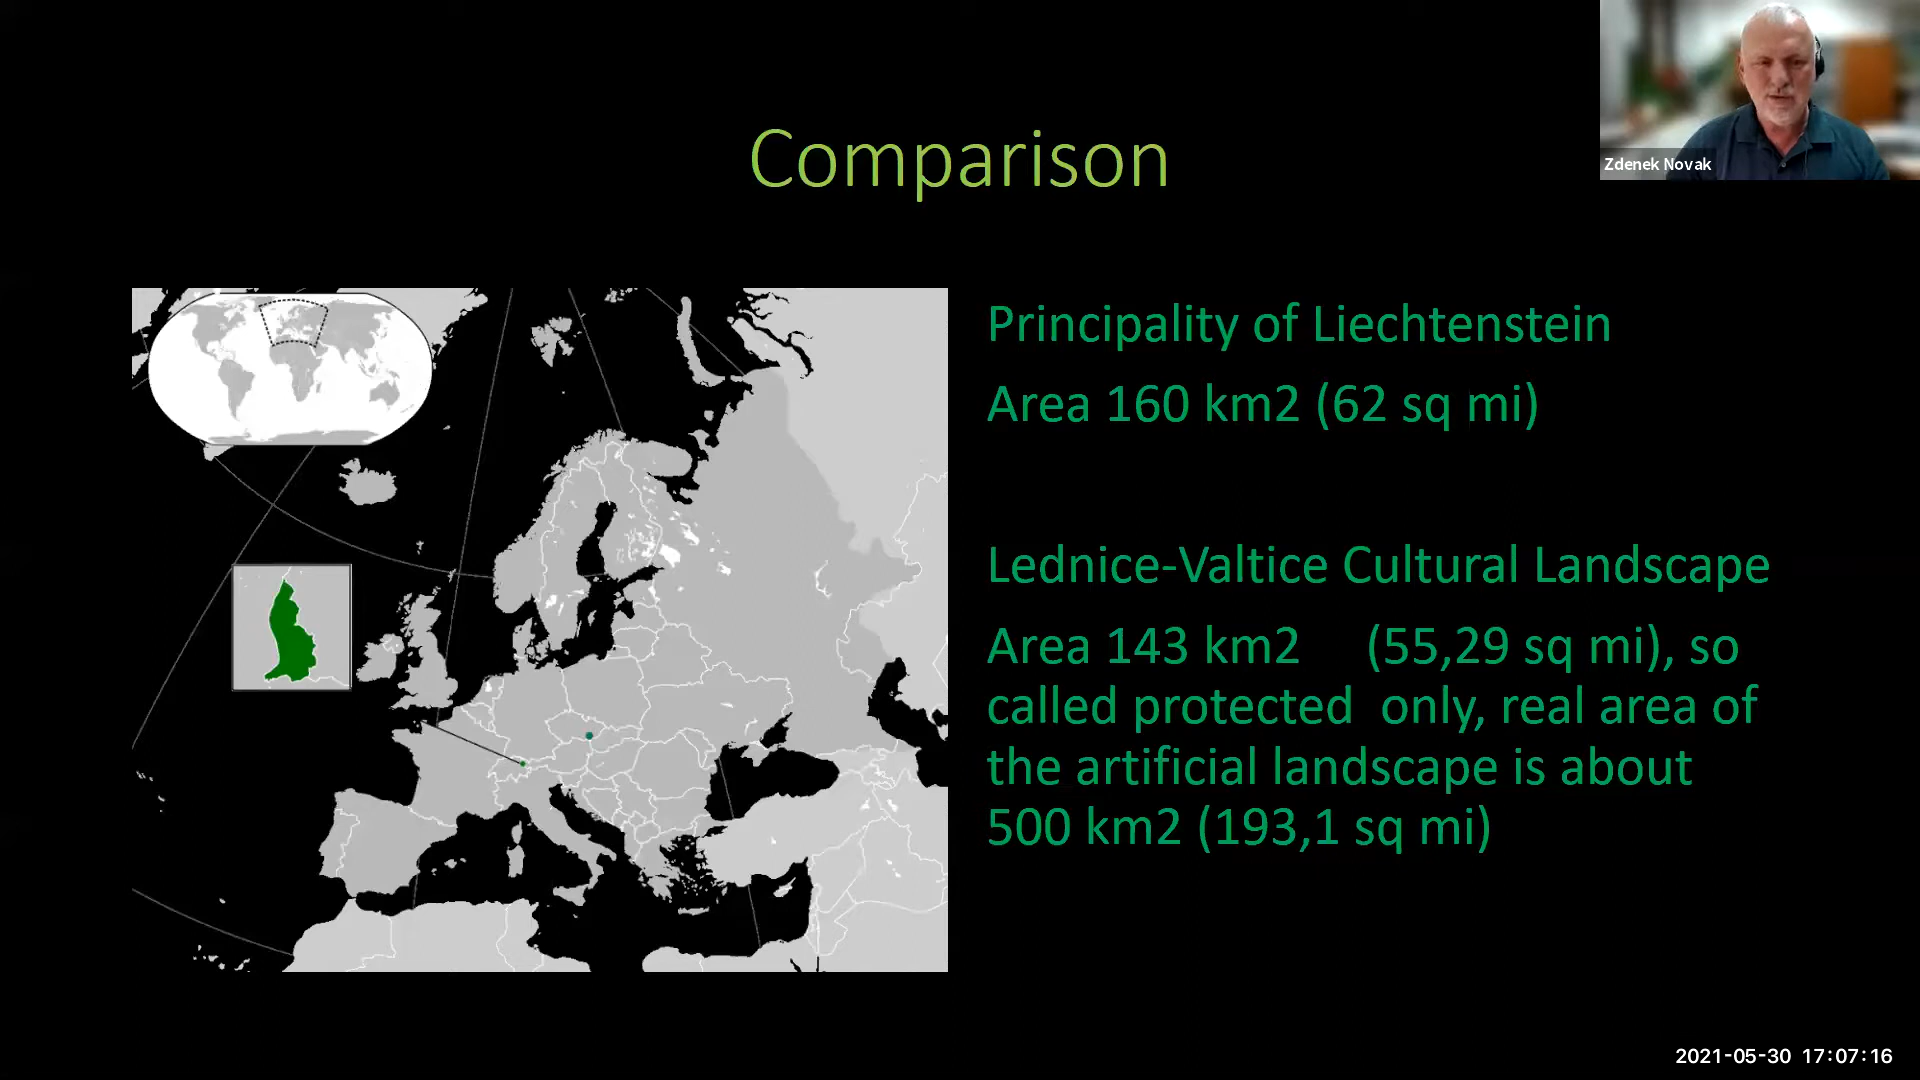 Comparison
Zdenek Novak
Principality of Liechtenstein
Area 160 km2 (62 sq mi)
Lednice-Valtice Cultural Landscape
Area 143 km2 (55,29 sq mi), so
called protected only, real area of
the artificial landscape is about
500 km2 (193,1 sq mi)
2021-05-30 17:07:16